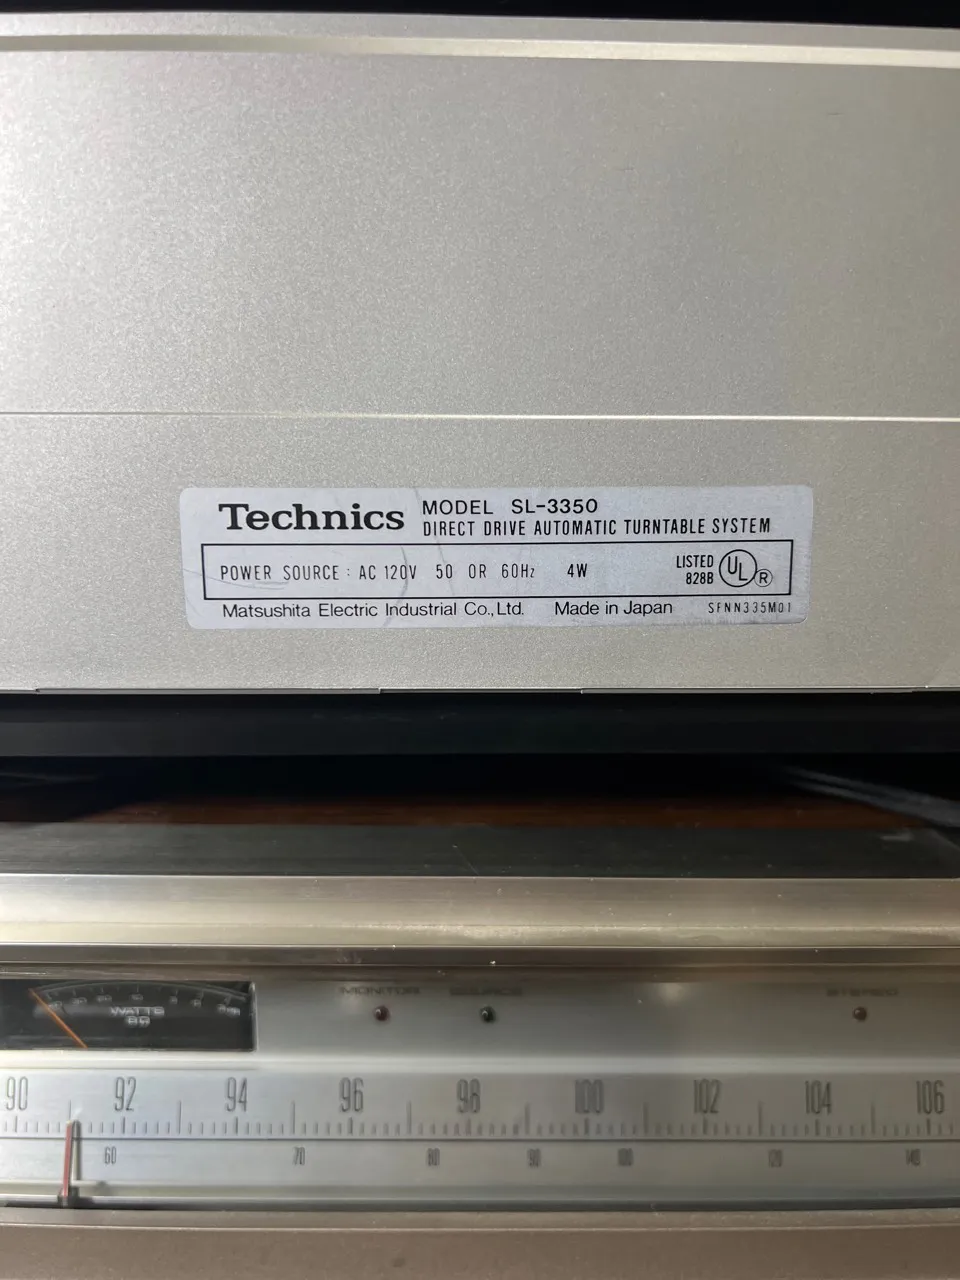 Technics MODEL SL-3350
DIRECT DRIVE AUTOMATIC TURNTABLE SYSTEM
POWER SOURCE : AC 120V 50 OR 60Hz 4W
LISTED 828B UL R
Matsushita Electric Industrial Co., Ltd. Made in Japan SFNN335M01
MONITOR SOURCE STEREO
WATTS
8Ω
90 92 94 96 98 100 102 104 106
60 70 80 90 100 120 140